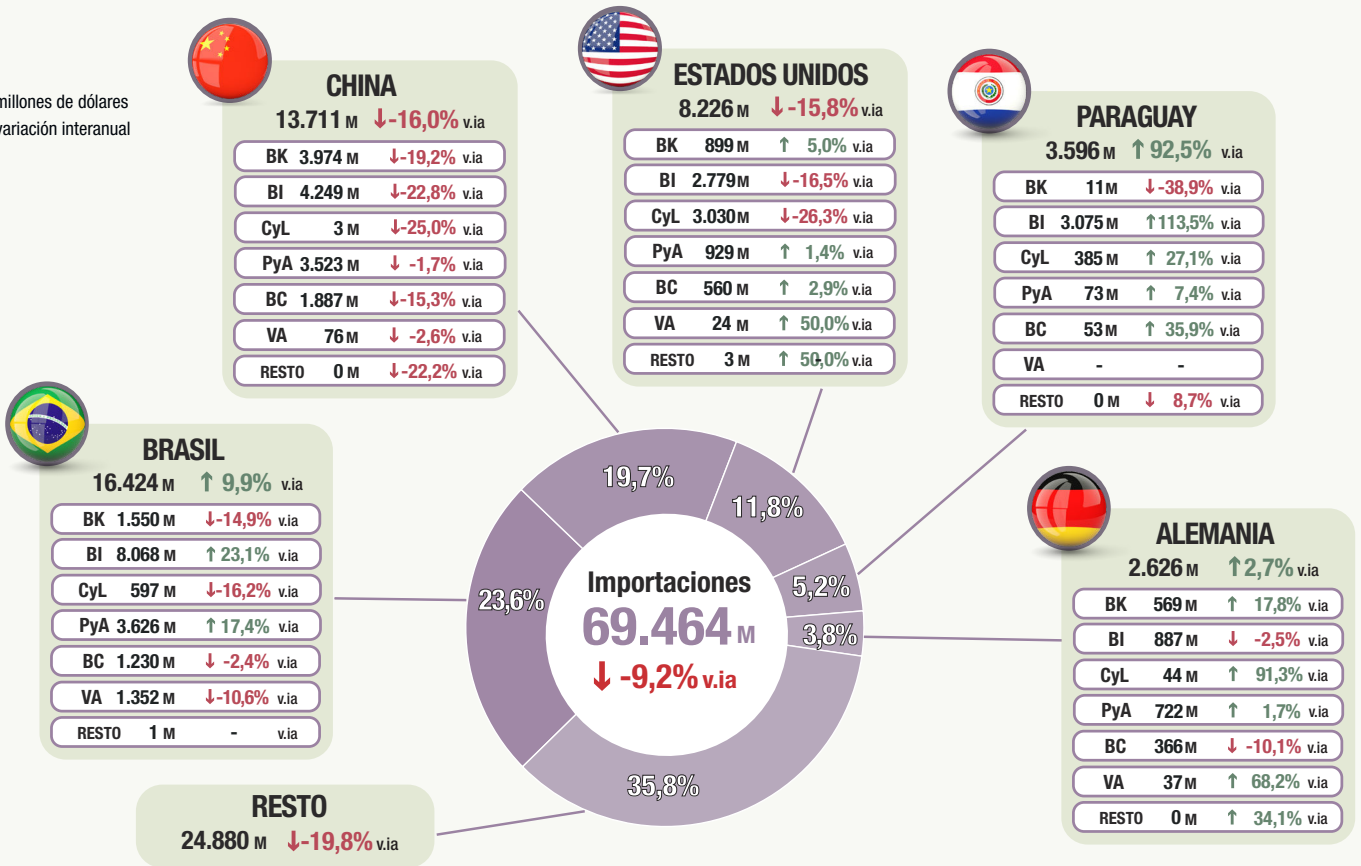 millones de dólares
variación interanual
CHINA
13.711 M ↓-16,0% v.ia
BK 3.974 M ↓-19,2% v.ia
BI 4.249 M ↓-22,8% v.ia
CyL 3 M ↓-25,0% v.ia
PyA 3.523 M ↓ -1,7% v.ia
BC 1.887 M ↓-15,3% v.ia
VA 76 M ↓ -2,6% v.ia
RESTO 0 M ↓-22,2% v.ia
ESTADOS UNIDOS
8.226 M ↓-15,8% v.ia
BK 899 M ↑ 5,0% v.ia
BI 2.779 M ↓-16,5% v.ia
CyL 3.030 M ↓-26,3% v.ia
PyA 929 M ↑ 1,4% v.ia
BC 560 M ↑ 2,9% v.ia
VA 24 M ↑ 50,0% v.ia
RESTO 3 M ↑ 50,0% v.ia
PARAGUAY
3.596 M ↑ 92,5% v.ia
BK 11 M ↓-38,9% v.ia
BI 3.075 M ↑113,5% v.ia
CyL 385 M ↑ 27,1% v.ia
PyA 73 M ↑ 7,4% v.ia
BC 53 M ↑ 35,9% v.ia
VA - -
RESTO 0 M ↓ 8,7% v.ia
BRASIL
16.424 M ↑ 9,9% v.ia
BK 1.550 M ↓-14,9% v.ia
BI 8.068 M ↑ 23,1% v.ia
CyL 597 M ↓-16,2% v.ia
PyA 3.626 M ↑ 17,4% v.ia
BC 1.230 M ↓ -2,4% v.ia
VA 1.352 M ↓-10,6% v.ia
RESTO 1 M - v.ia
ALEMANIA
2.626 M ↑2,7% v.ia
BK 569 M ↑ 17,8% v.ia
BI 887 M ↓ -2,5% v.ia
CyL 44 M ↑ 91,3% v.ia
PyA 722 M ↑ 1,7% v.ia
BC 366 M ↓ -10,1% v.ia
VA 37 M ↑ 68,2% v.ia
RESTO 0 M ↑ 34,1% v.ia
19,7%
11,8%
5,2%
3,8%
23,6%
35,8%
Importaciones
69.464 M
↓ -9,2% v.ia
RESTO
24.880 M ↓-19,8% v.ia